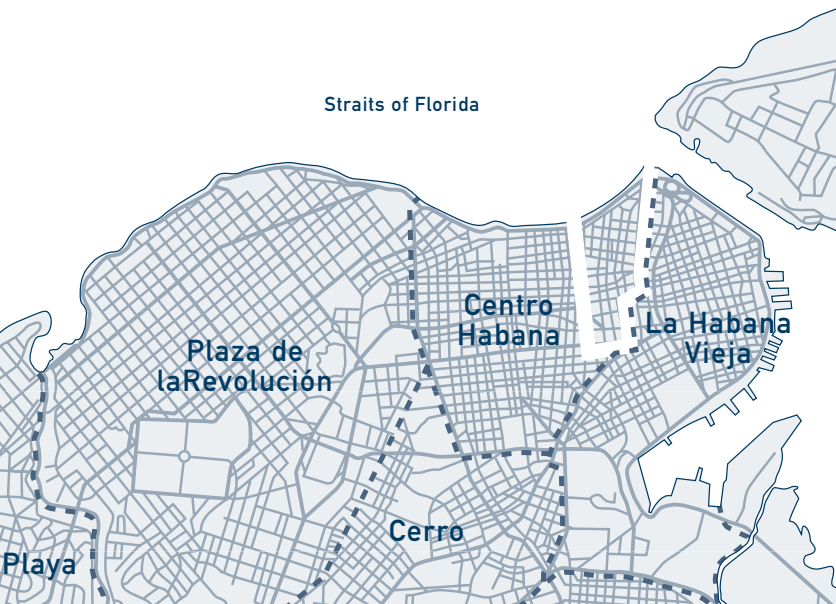 Straits of Florida
Centro
Habana
La Habana
Vieja
Plaza de
laRevolución
Cerro
Playa